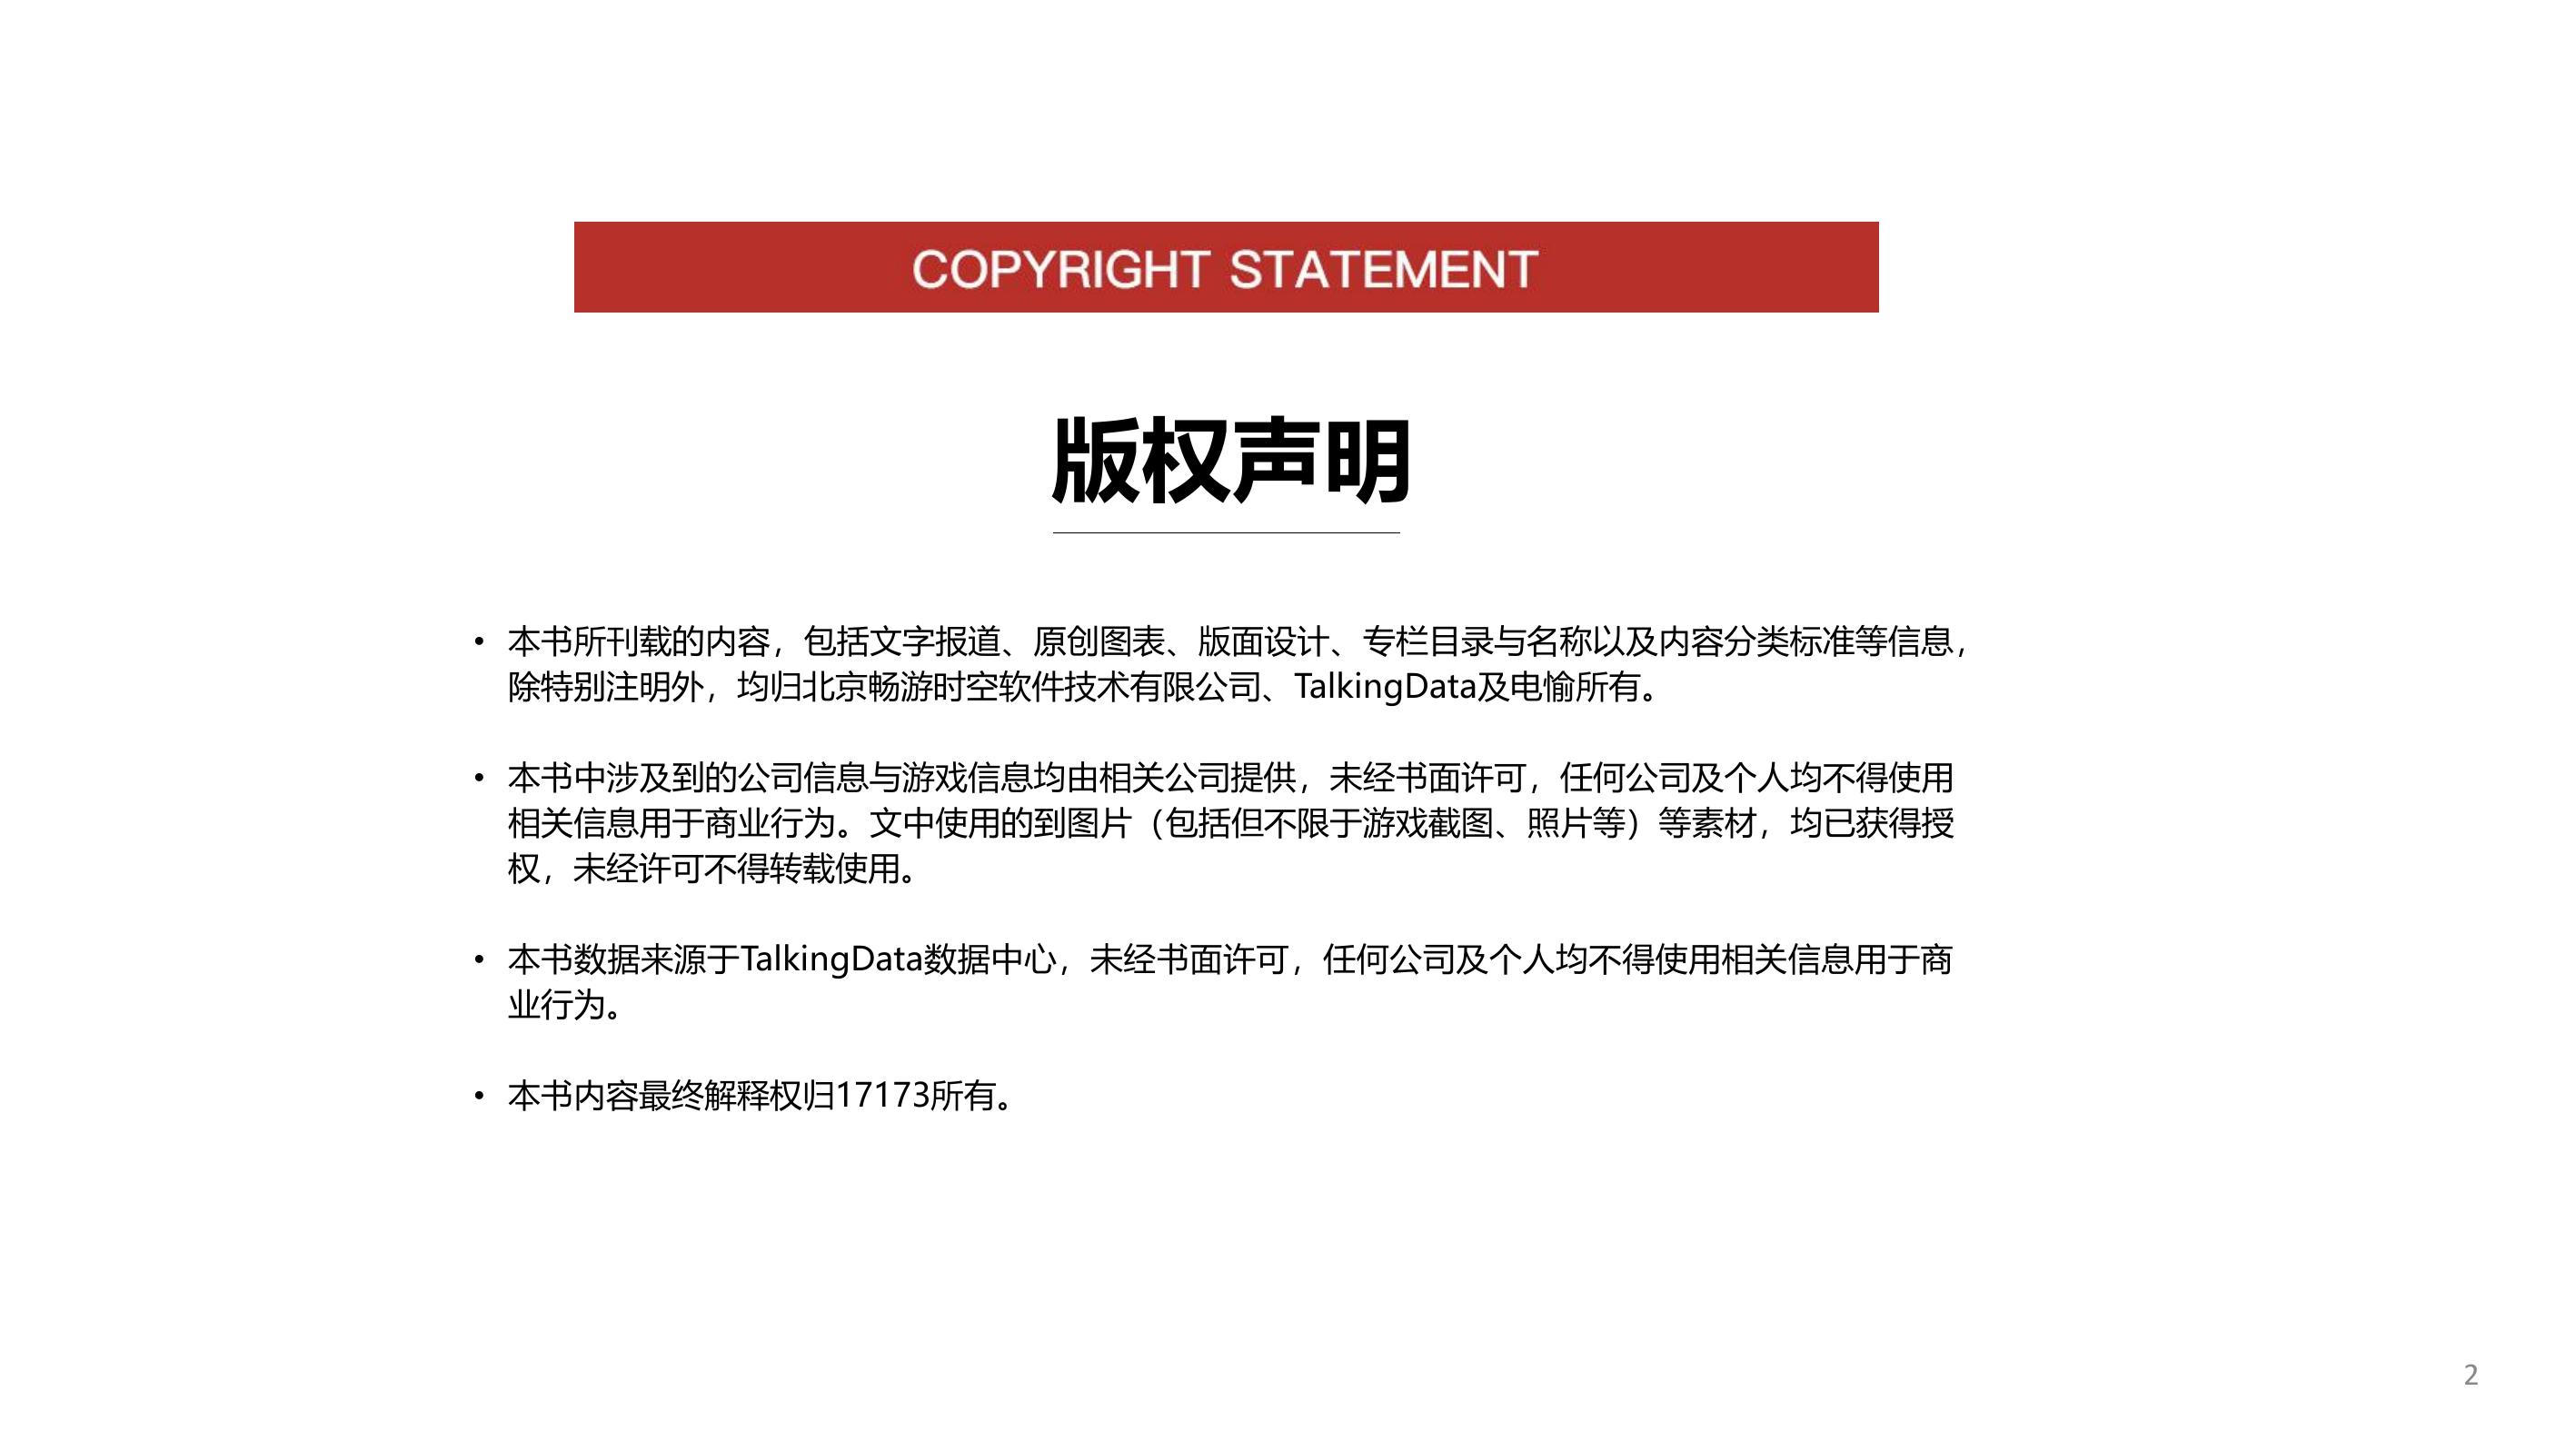 COPYRIGHT STATEMENT
版权声明
• 本书所刊载的内容，包括文字报道、原创图表、版面设计、专栏目录与名称以及内容分类标准等信息，
除特别注明外，均归北京畅游时空软件技术有限公司、TalkingData及电愉所有。
• 本书中涉及到的公司信息与游戏信息均由相关公司提供，未经书面许可，任何公司及个人均不得使用
相关信息用于商业行为。文中使用的到图片（包括但不限于游戏截图、照片等）等素材，均已获得授
权，未经许可不得转载使用。
• 本书数据来源于TalkingData数据中心，未经书面许可，任何公司及个人均不得使用相关信息用于商
业行为。
• 本书内容最终解释权归17173所有。
2